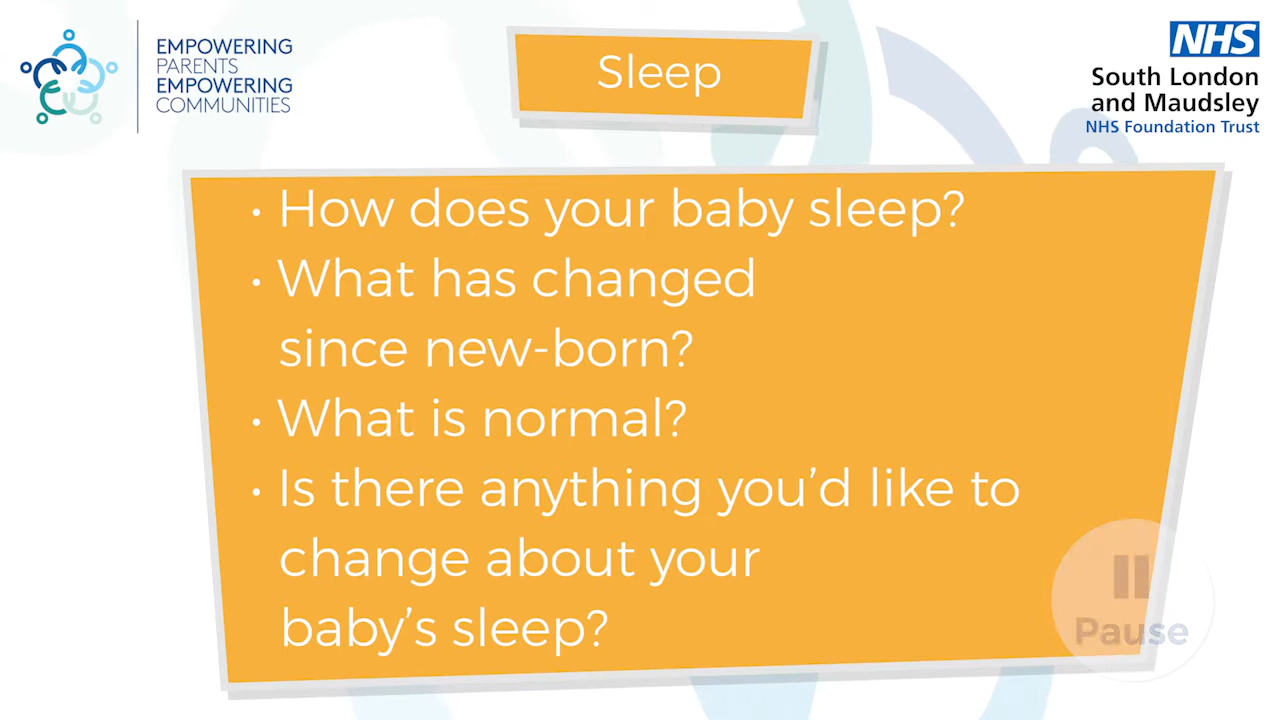 EMPOWERING
PARENTS
EMPOWERING
COMMUNITIES
Sleep
NHS
South London
and Maudsley
NHS Foundation Trust
• How does your baby sleep?
• What has changed
since new-born?
• What is normal?
• Is there anything you’d like to
change about your
baby’s sleep?
Pause